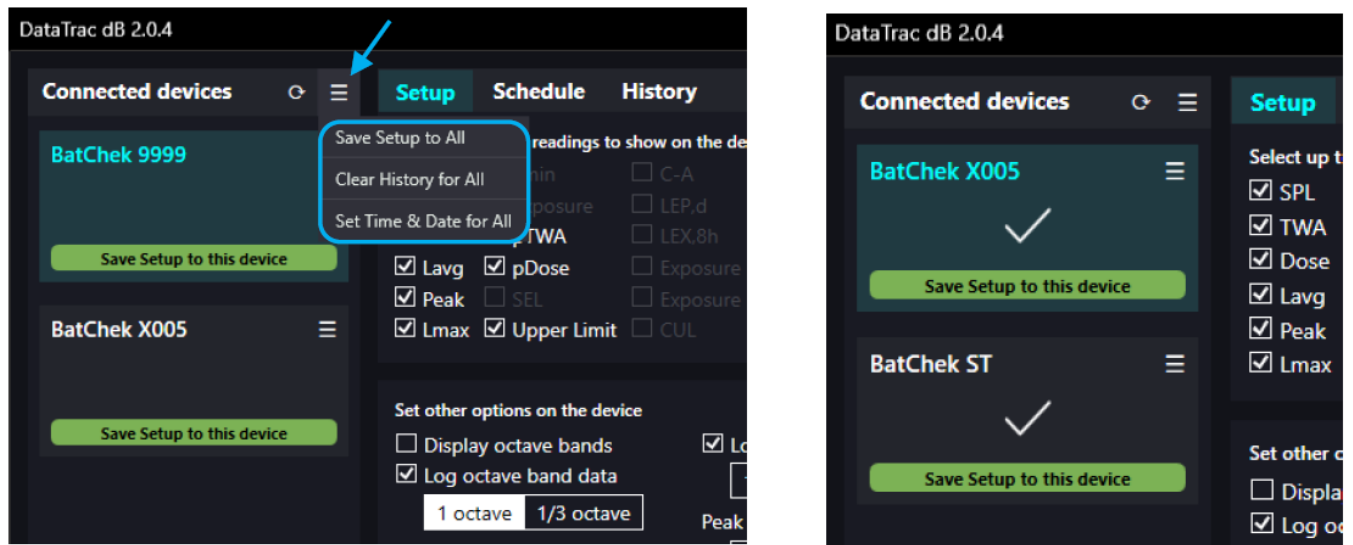 DataTrac dB 2.0.4
Connected devices
Setup Schedule History
BatChek 9999
Save Setup to All
Clear History for All
Set Time & Date for All
Save Setup to this device
BatChek X005
Save Setup to this device
readings to show on the
C-A
LEP,d
LEX,8h
Lavg pDose Exposure
Peak SEL Exposure
Lmax Upper Limit CUL
Set other options on the device
Display octave bands
Log octave band data
1 octave 1/3 octave
Peak
DataTrac dB 2.0.4
Connected devices
Setup
BatChek X005
Save Setup to this device
BatChek ST
Save Setup to this device
Select up
SPL
TWA
Dose
Lavg
Peak
Lmax
Set other